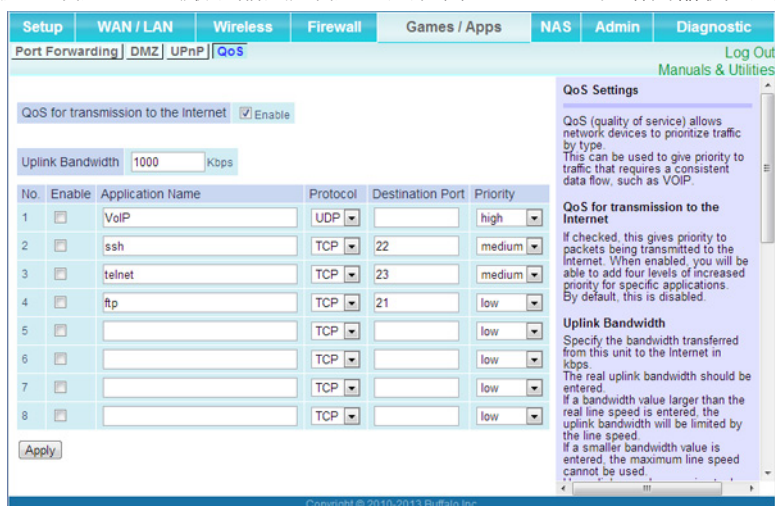 Setup WAN / LAN Wireless Firewall Games / Apps NAS Admin Diagnostic
Port Forwarding DMZ UPnP QoS
Log Out
Manuals & Utilities
QoS for transmission to the Internet Enable
Uplink Bandwidth 1000 Kbps
No. Enable Application Name Protocol Destination Port Priority
1 VoIP UDP high
2 ssh TCP 22 medium
3 telnet TCP 23 medium
4 ftp TCP 21 low
5 TCP low
6 TCP low
7 TCP low
8 TCP low
Apply
QoS Settings
QoS (quality of service) allows
network devices to prioritize traffic
by type.
This can be used to give priority to
traffic that requires a consistent
data flow, such as VOIP.
QoS for transmission to the
Internet
If checked, this gives priority to
packets being transmitted to the
Internet. When enabled, you will be
able to add four levels of increased
priority for specific applications.
By default, this is disabled.
Uplink Bandwidth
Specify the bandwidth transferred
from this unit to the Internet in
kbps.
The real uplink bandwidth should be
entered.
If a bandwidth value larger than the
real line speed is entered, the
uplink bandwidth will be limited by
the line speed.
If a smaller bandwidth value is
entered, the maximum line speed
cannot be used.
Copyright © 2010-2013 Buffalo Inc.